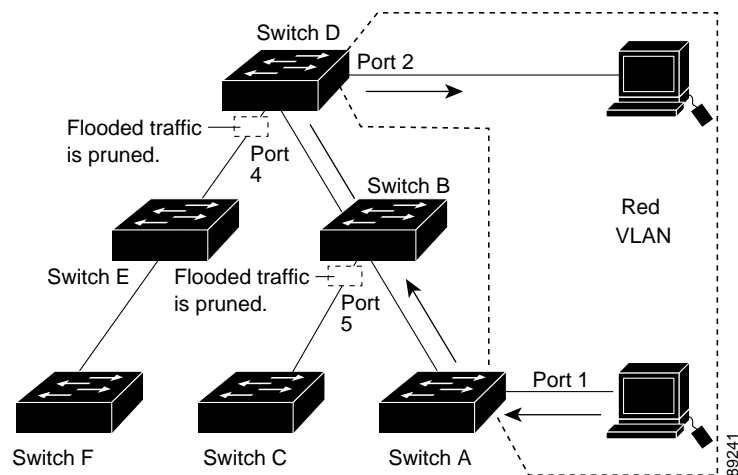 Switch D
Port 2
Flooded traffic
is pruned.
Port
4
Switch B
Red
VLAN
Switch E
Flooded traffic
is pruned.
Port
5
Port 1
Switch F
Switch C
Switch A
89241